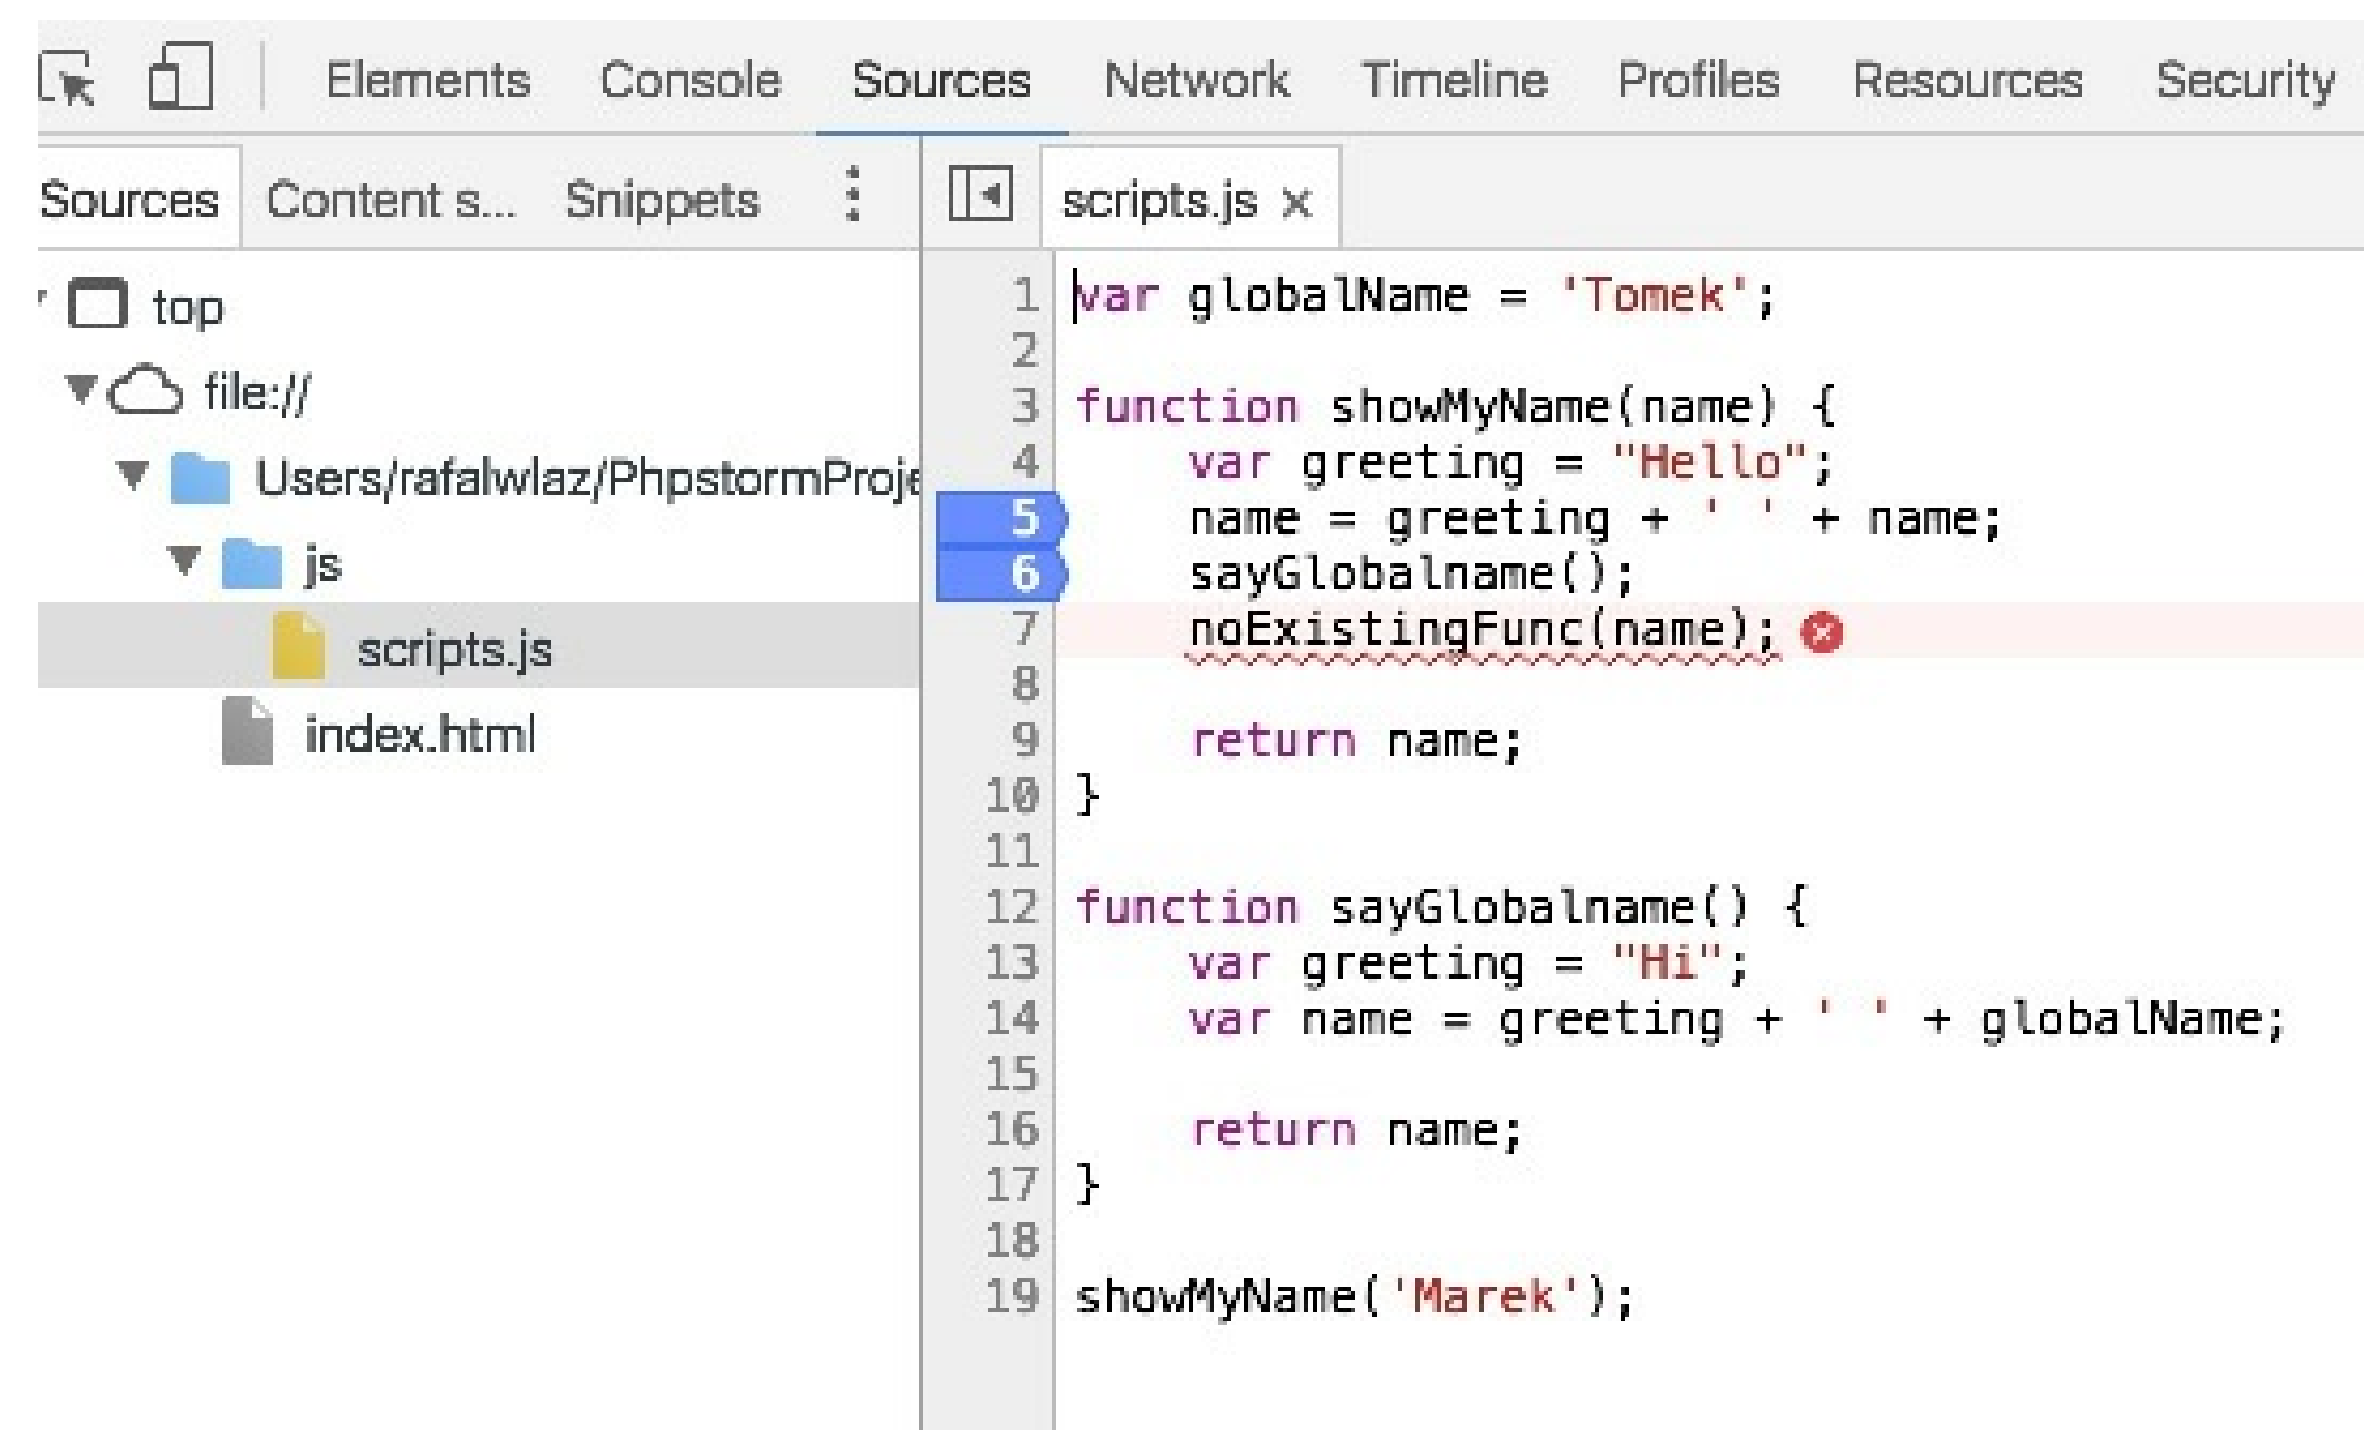 Elements Console Sources Network Timeline Profiles Resources Security
Sources Content s... Snippets
scripts.js ×
top
file://
Users/rafalwlaz/PhpstormProje
js
scripts.js
index.html
1 var globalName = 'Tomek';
2
3 function showMyName(name) {
4 var greeting = "Hello";
5 name = greeting + ' ' + name;
6 sayGlobalname();
7 noExistingFunc(name);
8
9 return name;
10 }
11
12 function sayGlobalname() {
13 var greeting = "Hi";
14 var name = greeting + ' ' + globalName;
15
16 return name;
17 }
18
19 showMyName('Marek');